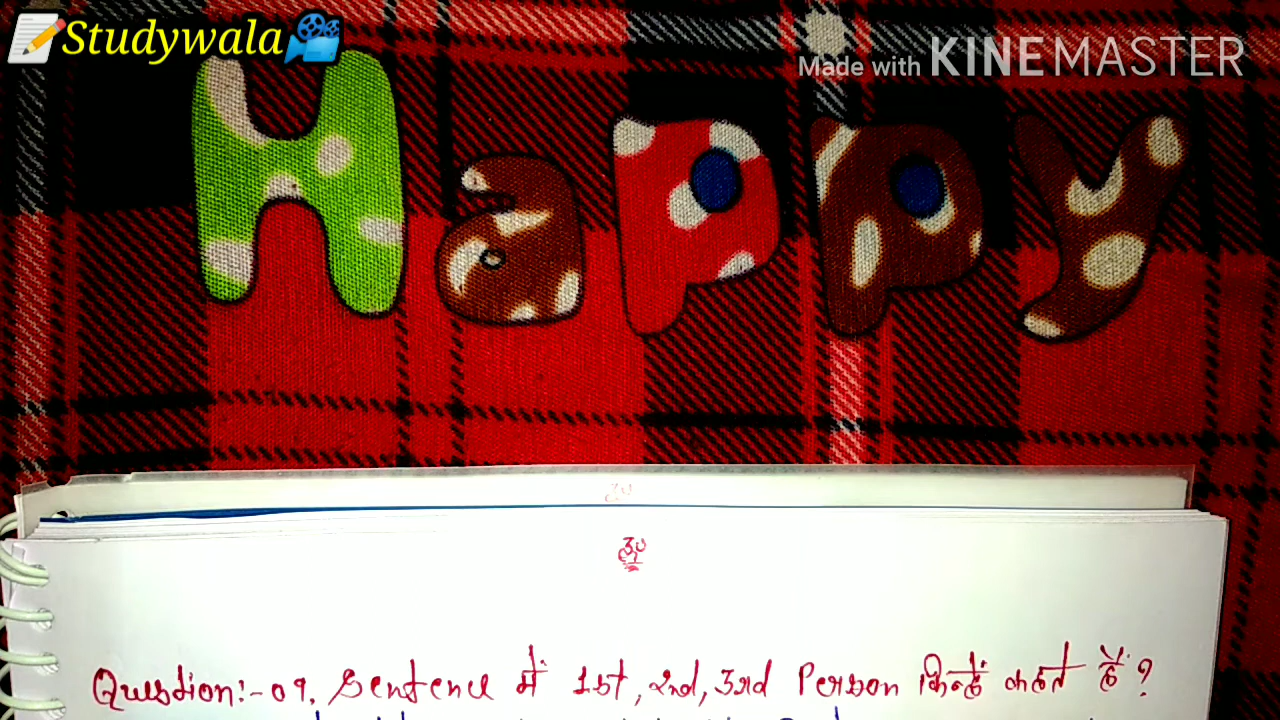 Studywala
Made with KINEMASTER
Happy
ॐ
ॐ
Question:-01. Sentence में 1st, 2nd, 3rd Person किन्हें कहते हैं?